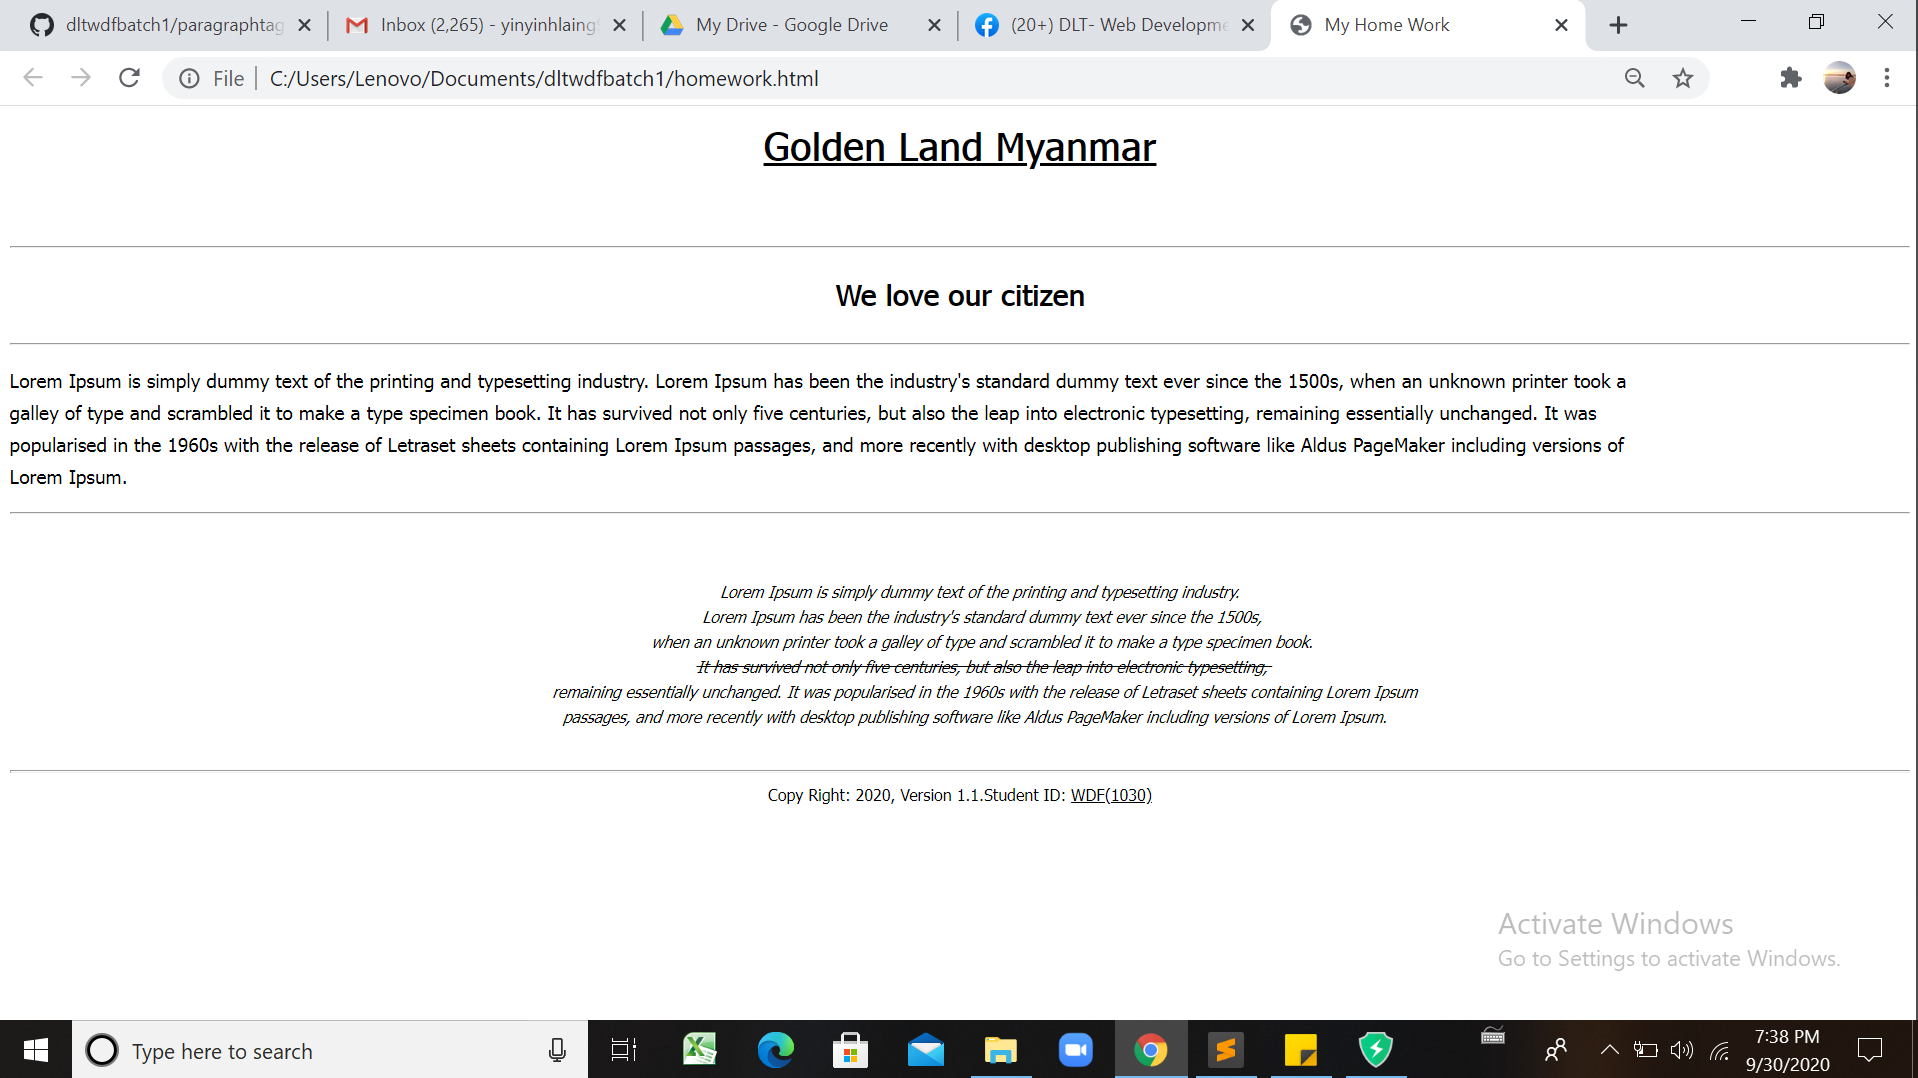 dltwdfbatch1/paragraphtag
Inbox (2,265) - yinyinhlaing
My Drive - Google Drive
(20+) DLT- Web Developme
My Home Work
File
C:/Users/Lenovo/Documents/dltwdfbatch1/homework.html
Golden Land Myanmar
We love our citizen
Lorem Ipsum is simply dummy text of the printing and typesetting industry. Lorem Ipsum has been the industry's standard dummy text ever since the 1500s, when an unknown printer took a
galley of type and scrambled it to make a type specimen book. It has survived not only five centuries, but also the leap into electronic typesetting, remaining essentially unchanged. It was
popularised in the 1960s with the release of Letraset sheets containing Lorem Ipsum passages, and more recently with desktop publishing software like Aldus PageMaker including versions of
Lorem Ipsum.
Lorem Ipsum is simply dummy text of the printing and typesetting industry.
Lorem Ipsum has been the industry's standard dummy text ever since the 1500s,
when an unknown printer took a galley of type and scrambled it to make a type specimen book.
It has survived not only five centuries, but also the leap into electronic typesetting,
remaining essentially unchanged. It was popularised in the 1960s with the release of Letraset sheets containing Lorem Ipsum
passages, and more recently with desktop publishing software like Aldus PageMaker including versions of Lorem Ipsum.
Copy Right: 2020, Version 1.1.Student ID: WDF(1030)
Activate Windows
Go to Settings to activate Windows.
Type here to search
7:38 PM
9/30/2020